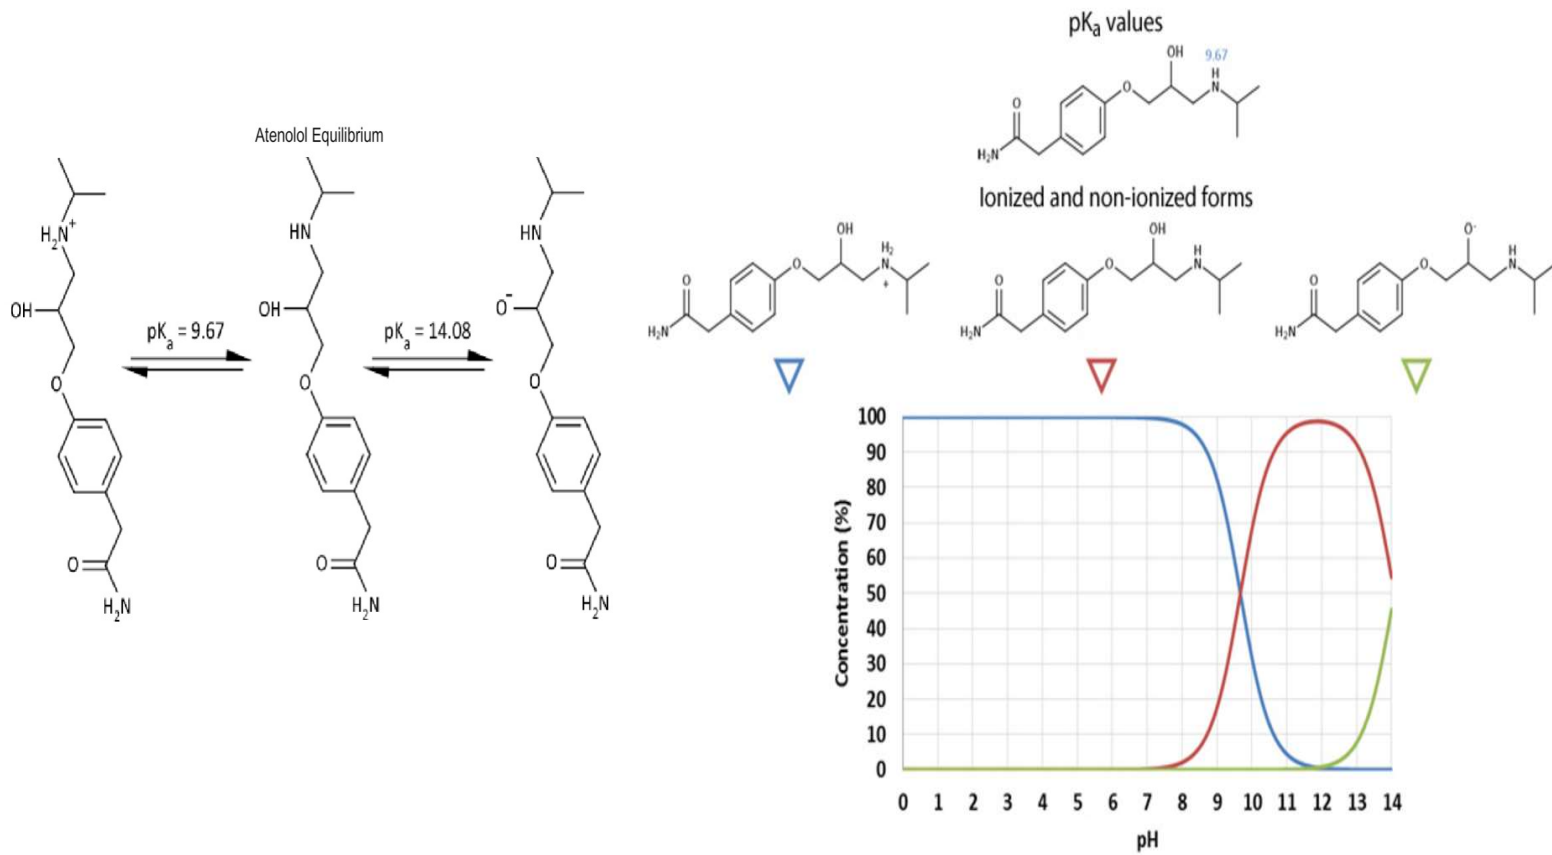 Atenolol Equilibrium
H2N+
OH
O
O
H2N
pKa = 9.67
HN
OH
O
O
H2N
pKa = 14.08
HN
O-
O
O
H2N
pKa values
OH
9.67
H
N
O
O
H2N
Ionized and non-ionized forms
OH
H2
N
+
O
O
H2N
OH
H
N
O
O
H2N
O-
H
N
O
O
H2N
Concentration (%)
100
90
80
70
60
50
40
30
20
10
0
0 1 2 3 4 5 6 7 8 9 10 11 12 13 14
pH